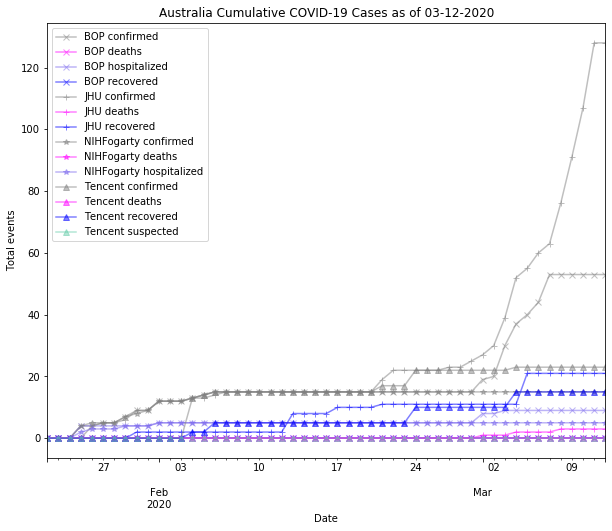 Australia Cumulative COVID-19 Cases as of 03-12-2020
BOP confirmed
BOP deaths
BOP hospitalized
BOP recovered
JHU confirmed
JHU deaths
JHU recovered
NIHFogarty confirmed
NIHFogarty deaths
NIHFogarty hospitalized
Tencent confirmed
Tencent deaths
Tencent recovered
Tencent suspected
Total events
120
100
80
60
40
20
0
27 03 10 17 24 02 09
Feb Mar
2020
Date